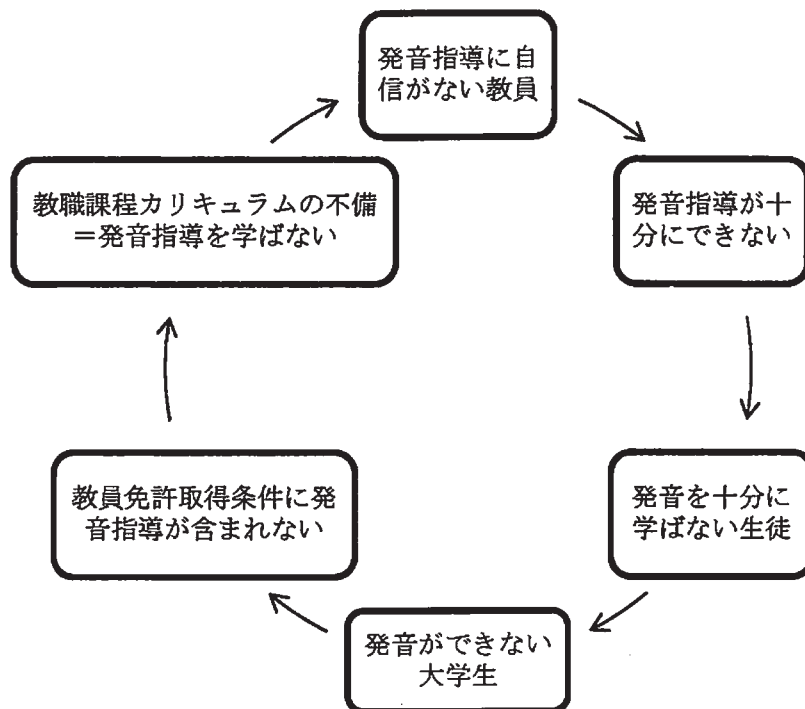 発音指導に自
信がない教員
発音指導が十
分にできない
発音を十分に
学ばない生徒
発音ができない
大学生
教員免許取得条件に発
音指導が含まれない
教職課程カリキュラムの不備
＝発音指導を学ばない